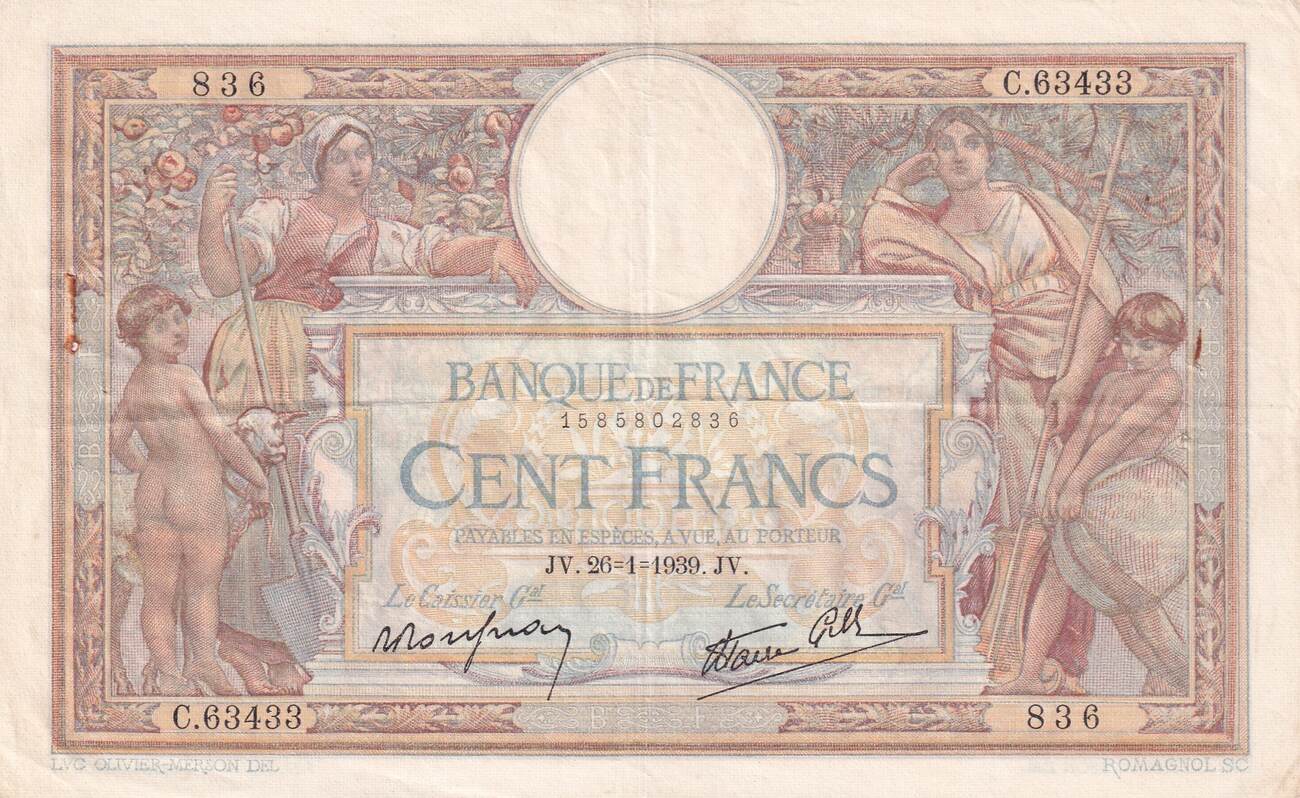 836 C.63433
BANQUE DE FRANCE
1585802836
CENT FRANCS
PAYABLES EN ESPÈCES, A VUE, AU PORTEUR
JV. 26=1=1939. JV.
Le Caissier Gal Le Secrétaire Gal
C.63433 B F 836
LVC OLIVIER-MERSON DEL ROMAGNOL SC